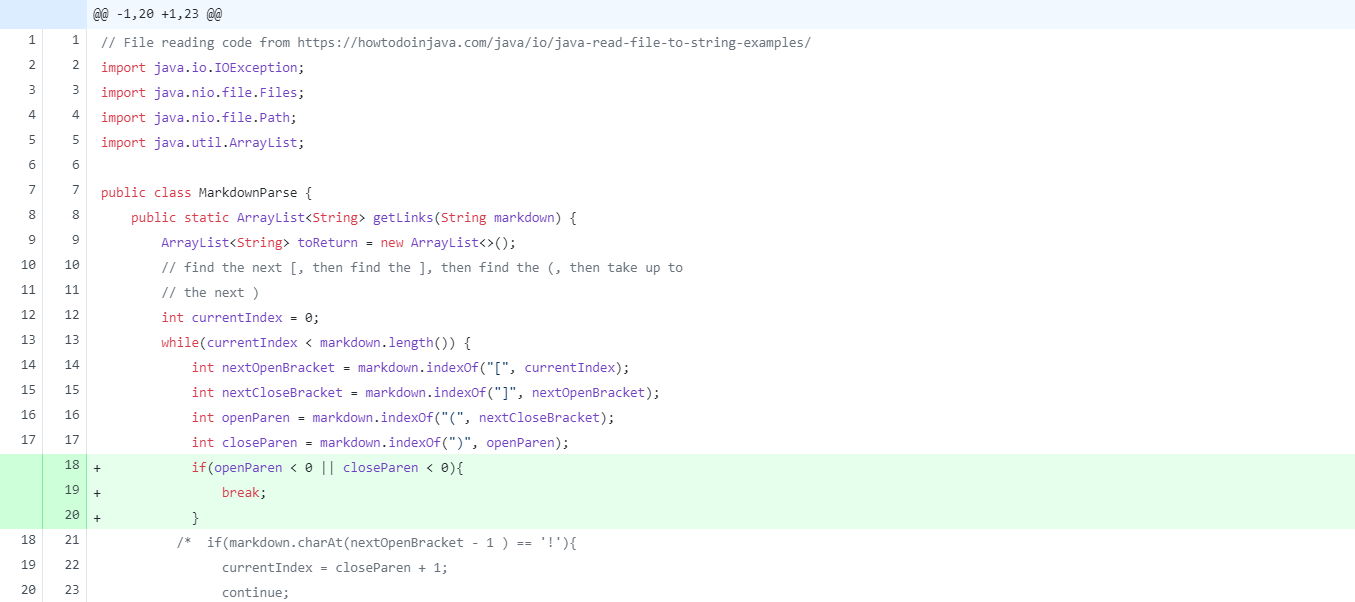 @@ -1,20 +1,23 @@
1 1 // File reading code from https://howtodoinjava.com/java/io/java-read-file-to-string-examples/
2 2 import java.io.IOException;
3 3 import java.nio.file.Files;
4 4 import java.nio.file.Path;
5 5 import java.util.ArrayList;
6 6
7 7 public class MarkdownParse {
8 8     public static ArrayList<String> getLinks(String markdown) {
9 9         ArrayList<String> toReturn = new ArrayList<>();
10 10         // find the next [, then find the ], then find the (, then take up to
11 11         // the next )
12 12         int currentIndex = 0;
13 13         while(currentIndex < markdown.length()) {
14 14             int nextOpenBracket = markdown.indexOf("[", currentIndex);
15 15             int nextCloseBracket = markdown.indexOf("]", nextOpenBracket);
16 16             int openParen = markdown.indexOf("(", nextCloseBracket);
17 17             int closeParen = markdown.indexOf(")", openParen);
18 +             if(openParen < 0 || closeParen < 0){
19 +                 break;
20 +             }
18 21           /*  if(markdown.charAt(nextOpenBracket - 1 ) == '!'){
19 22                 currentIndex = closeParen + 1;
20 23                 continue;